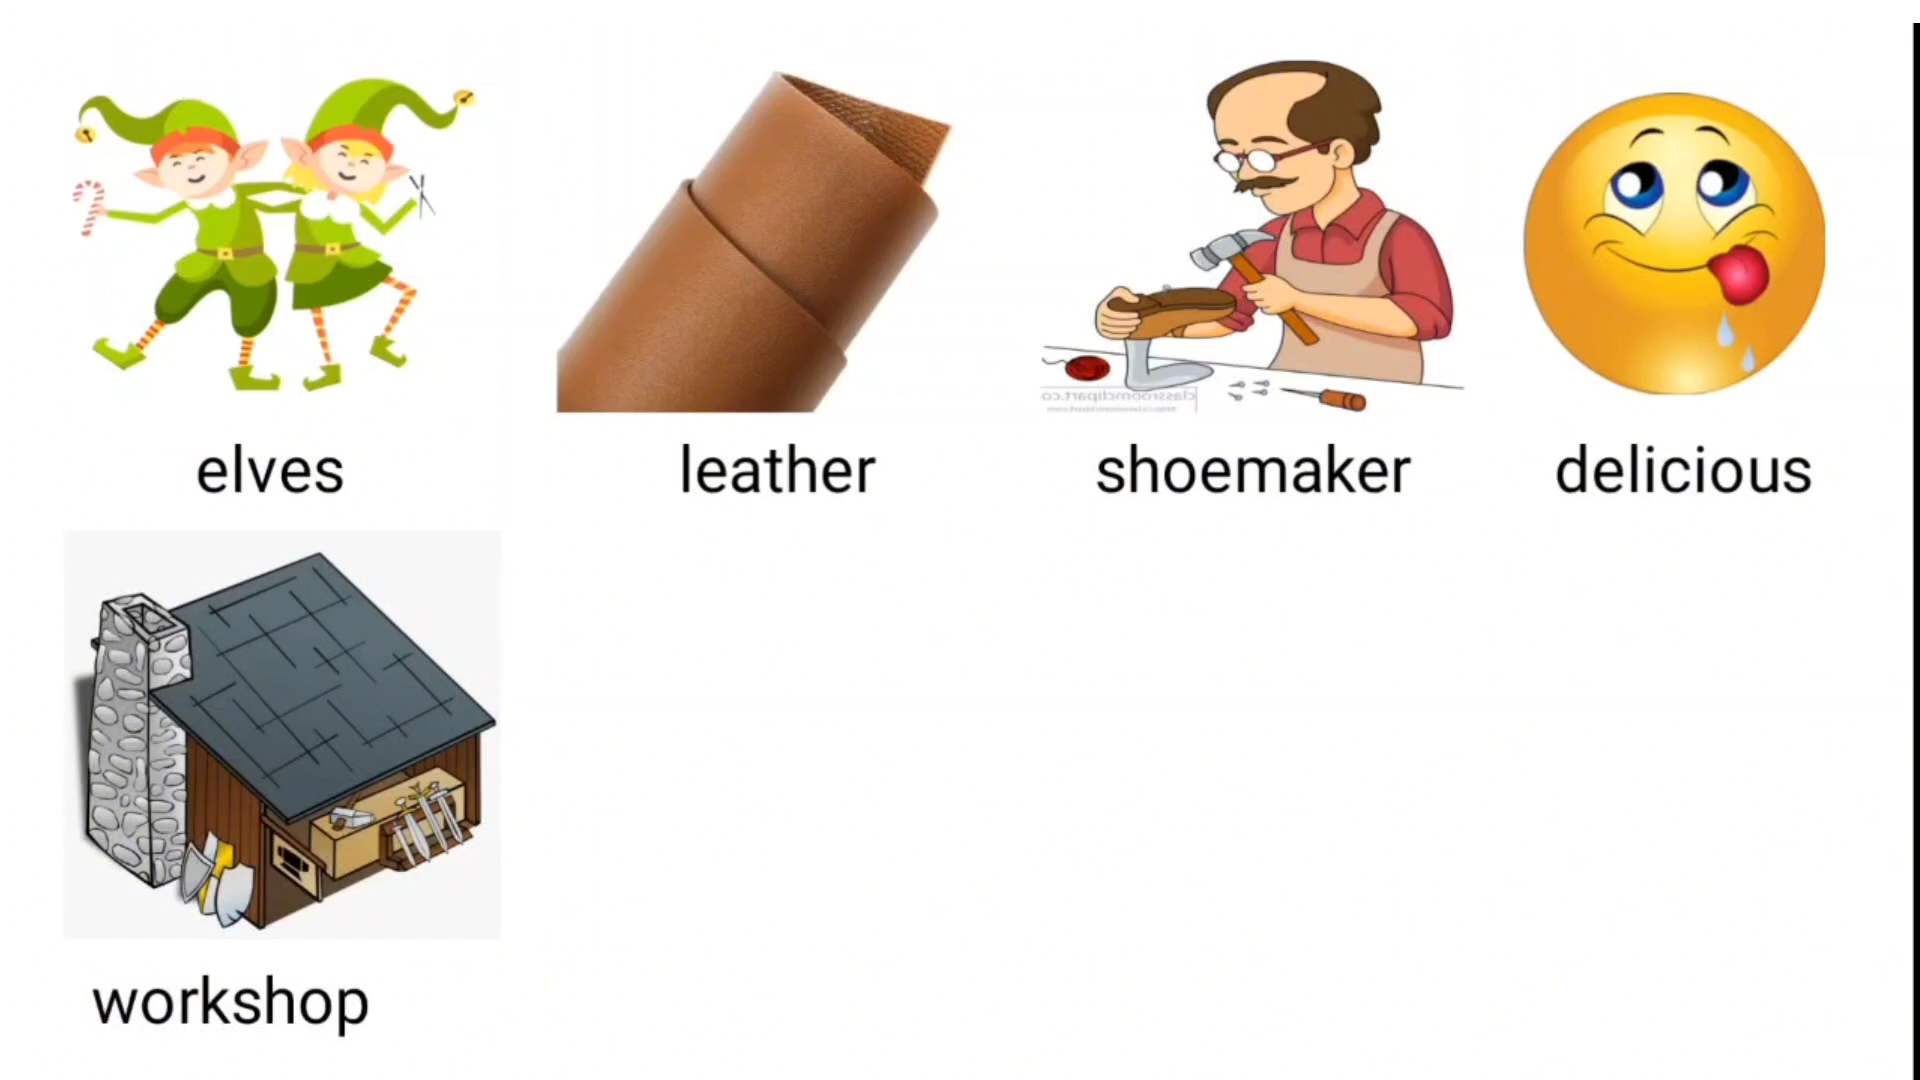 elves
leather
shoemaker
delicious
workshop